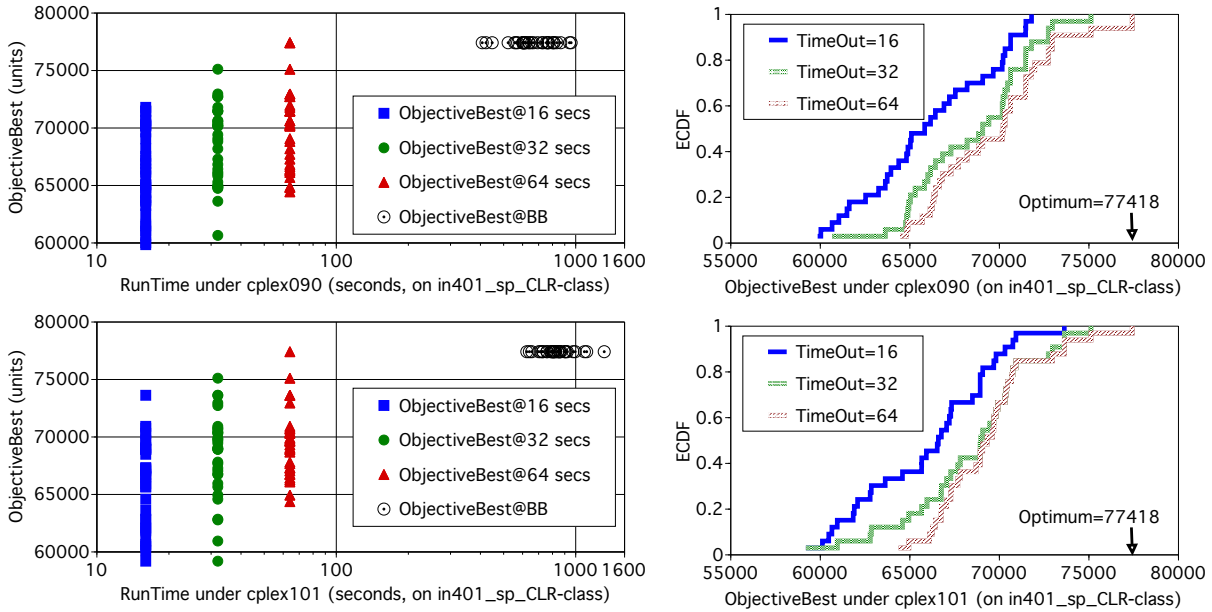 80000
75000
70000
65000
60000
ObjectiveBest (units)
ObjectiveBest@16 secs
ObjectiveBest@32 secs
ObjectiveBest@64 secs
ObjectiveBest@BB
10
100
1000
1600
RunTime under cplex090 (seconds, on in401_sp_CLR-class)
1
0.8
0.6
0.4
0.2
0
ECDF
TimeOut=16
TimeOut=32
TimeOut=64
Optimum=77418
55000
60000
65000
70000
75000
80000
ObjectiveBest under cplex090 (on in401_sp_CLR-class)
80000
75000
70000
65000
60000
ObjectiveBest (units)
ObjectiveBest@16 secs
ObjectiveBest@32 secs
ObjectiveBest@64 secs
ObjectiveBest@BB
10
100
1000
1600
RunTime under cplex101 (seconds, on in401_sp_CLR-class)
1
0.8
0.6
0.4
0.2
0
ECDF
TimeOut=16
TimeOut=32
TimeOut=64
Optimum=77418
55000
60000
65000
70000
75000
80000
ObjectiveBest under cplex101 (on in401_sp_CLR-class)